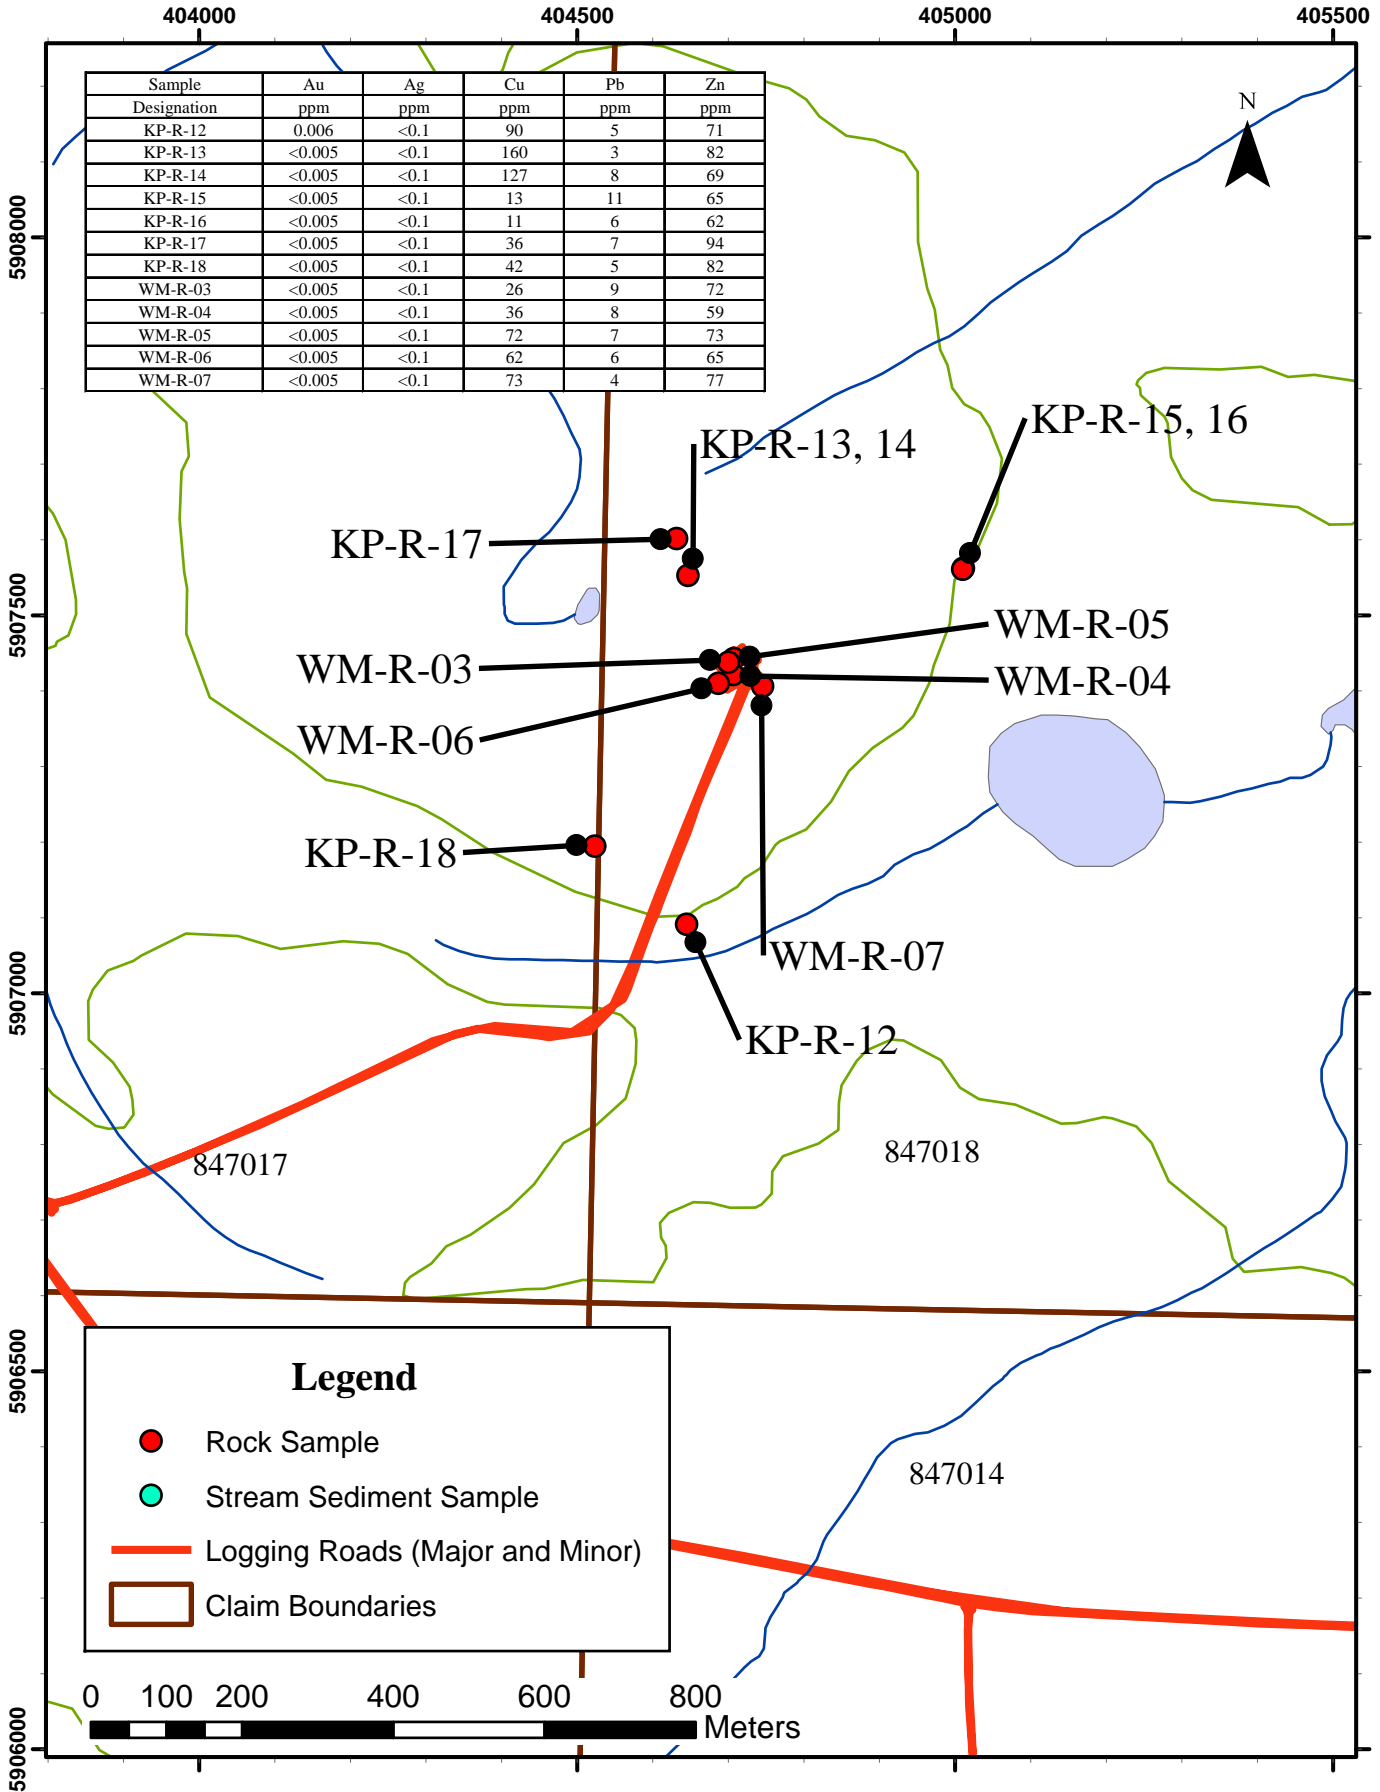 404000 404500 405000 405500
N
Sample Au Ag Cu Pb Zn
Designation ppm ppm ppm ppm ppm
KP-R-12 0.006 <0.1 90 5 71
KP-R-13 <0.005 <0.1 160 3 82
KP-R-14 <0.005 <0.1 127 8 69
KP-R-15 <0.005 <0.1 13 11 65
KP-R-16 <0.005 <0.1 11 6 62
KP-R-17 <0.005 <0.1 36 7 94
KP-R-18 <0.005 <0.1 42 5 82
WM-R-03 <0.005 <0.1 26 9 72
WM-R-04 <0.005 <0.1 36 8 59
WM-R-05 <0.005 <0.1 72 7 73
WM-R-06 <0.005 <0.1 62 6 65
WM-R-07 <0.005 <0.1 73 4 77
5908000
KP-R-15, 16
KP-R-13, 14
KP-R-17
5907500
WM-R-05
WM-R-03
WM-R-04
WM-R-06
KP-R-18
WM-R-07
5907000
KP-R-12
847018
847017
5906500
Legend
Rock Sample
Stream Sediment Sample
Logging Roads (Major and Minor)
Claim Boundaries
847014
0 100 200 400 600 800
Meters
5906000